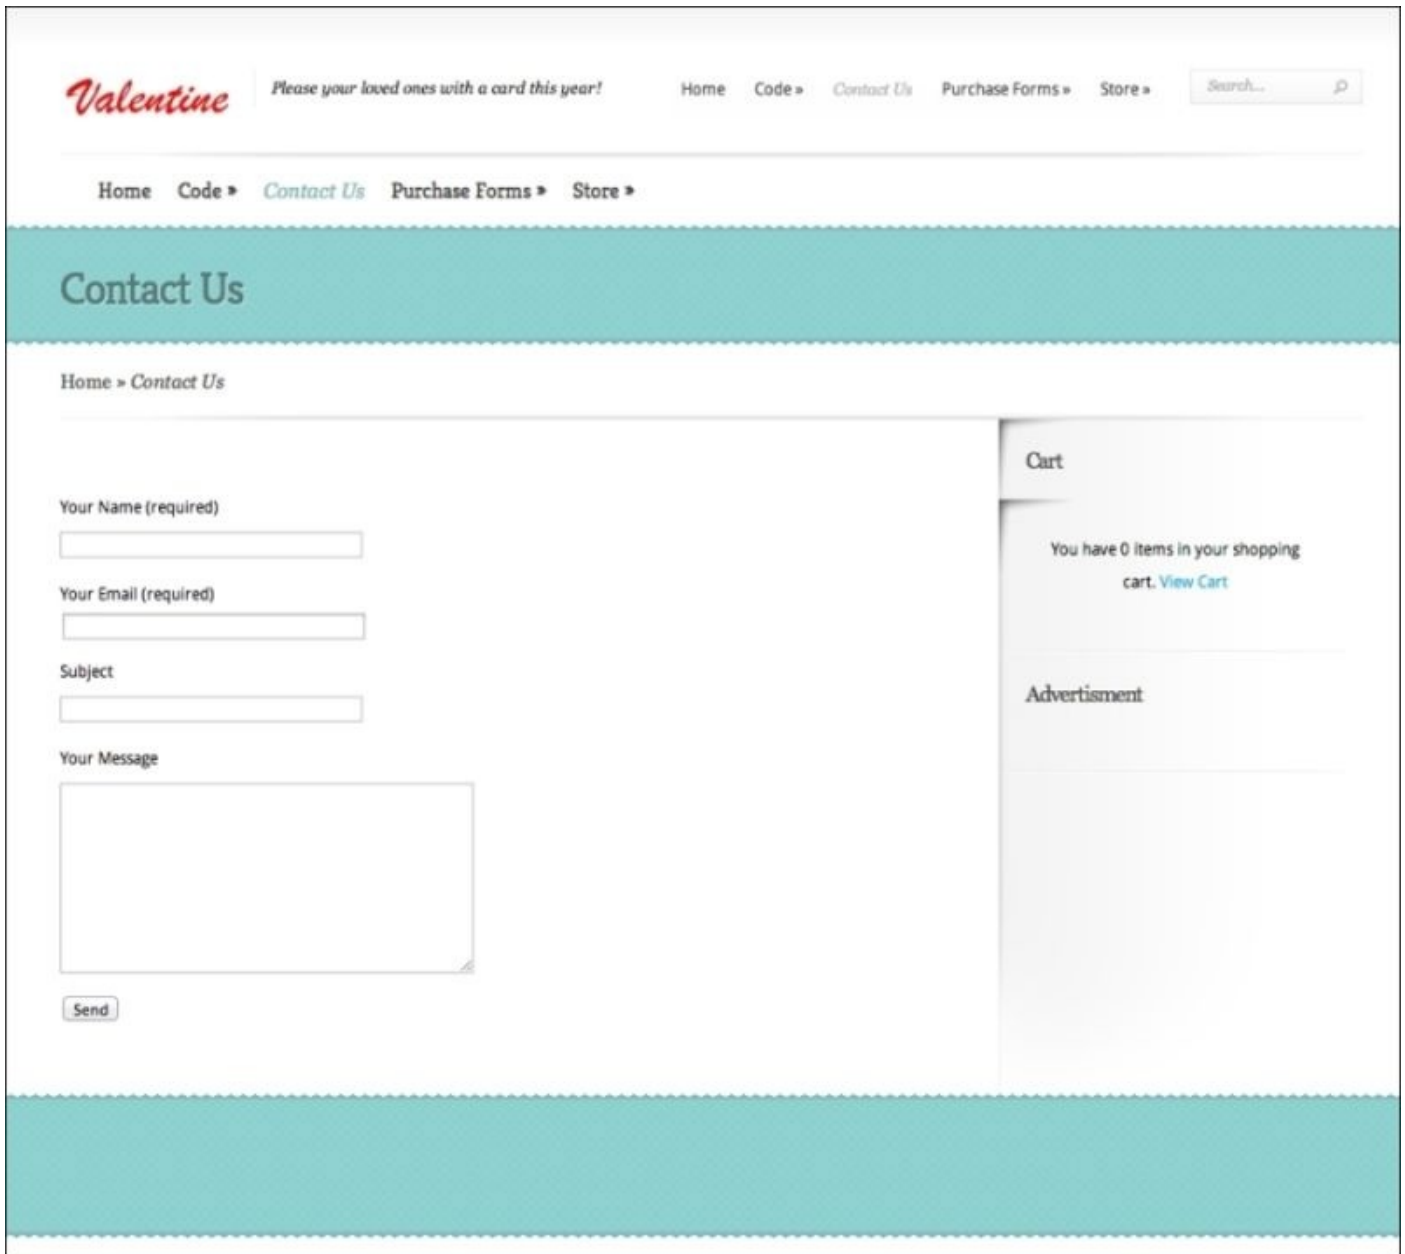 Valentine
Please your loved ones with a card this year!
Home Code » Contact Us Purchase Forms » Store »
Search...
Home Code » Contact Us Purchase Forms » Store »
Contact Us
Home » Contact Us
Your Name (required)
Your Email (required)
Subject
Your Message
Send
Cart
You have 0 items in your shopping
cart. View Cart
Advertisment